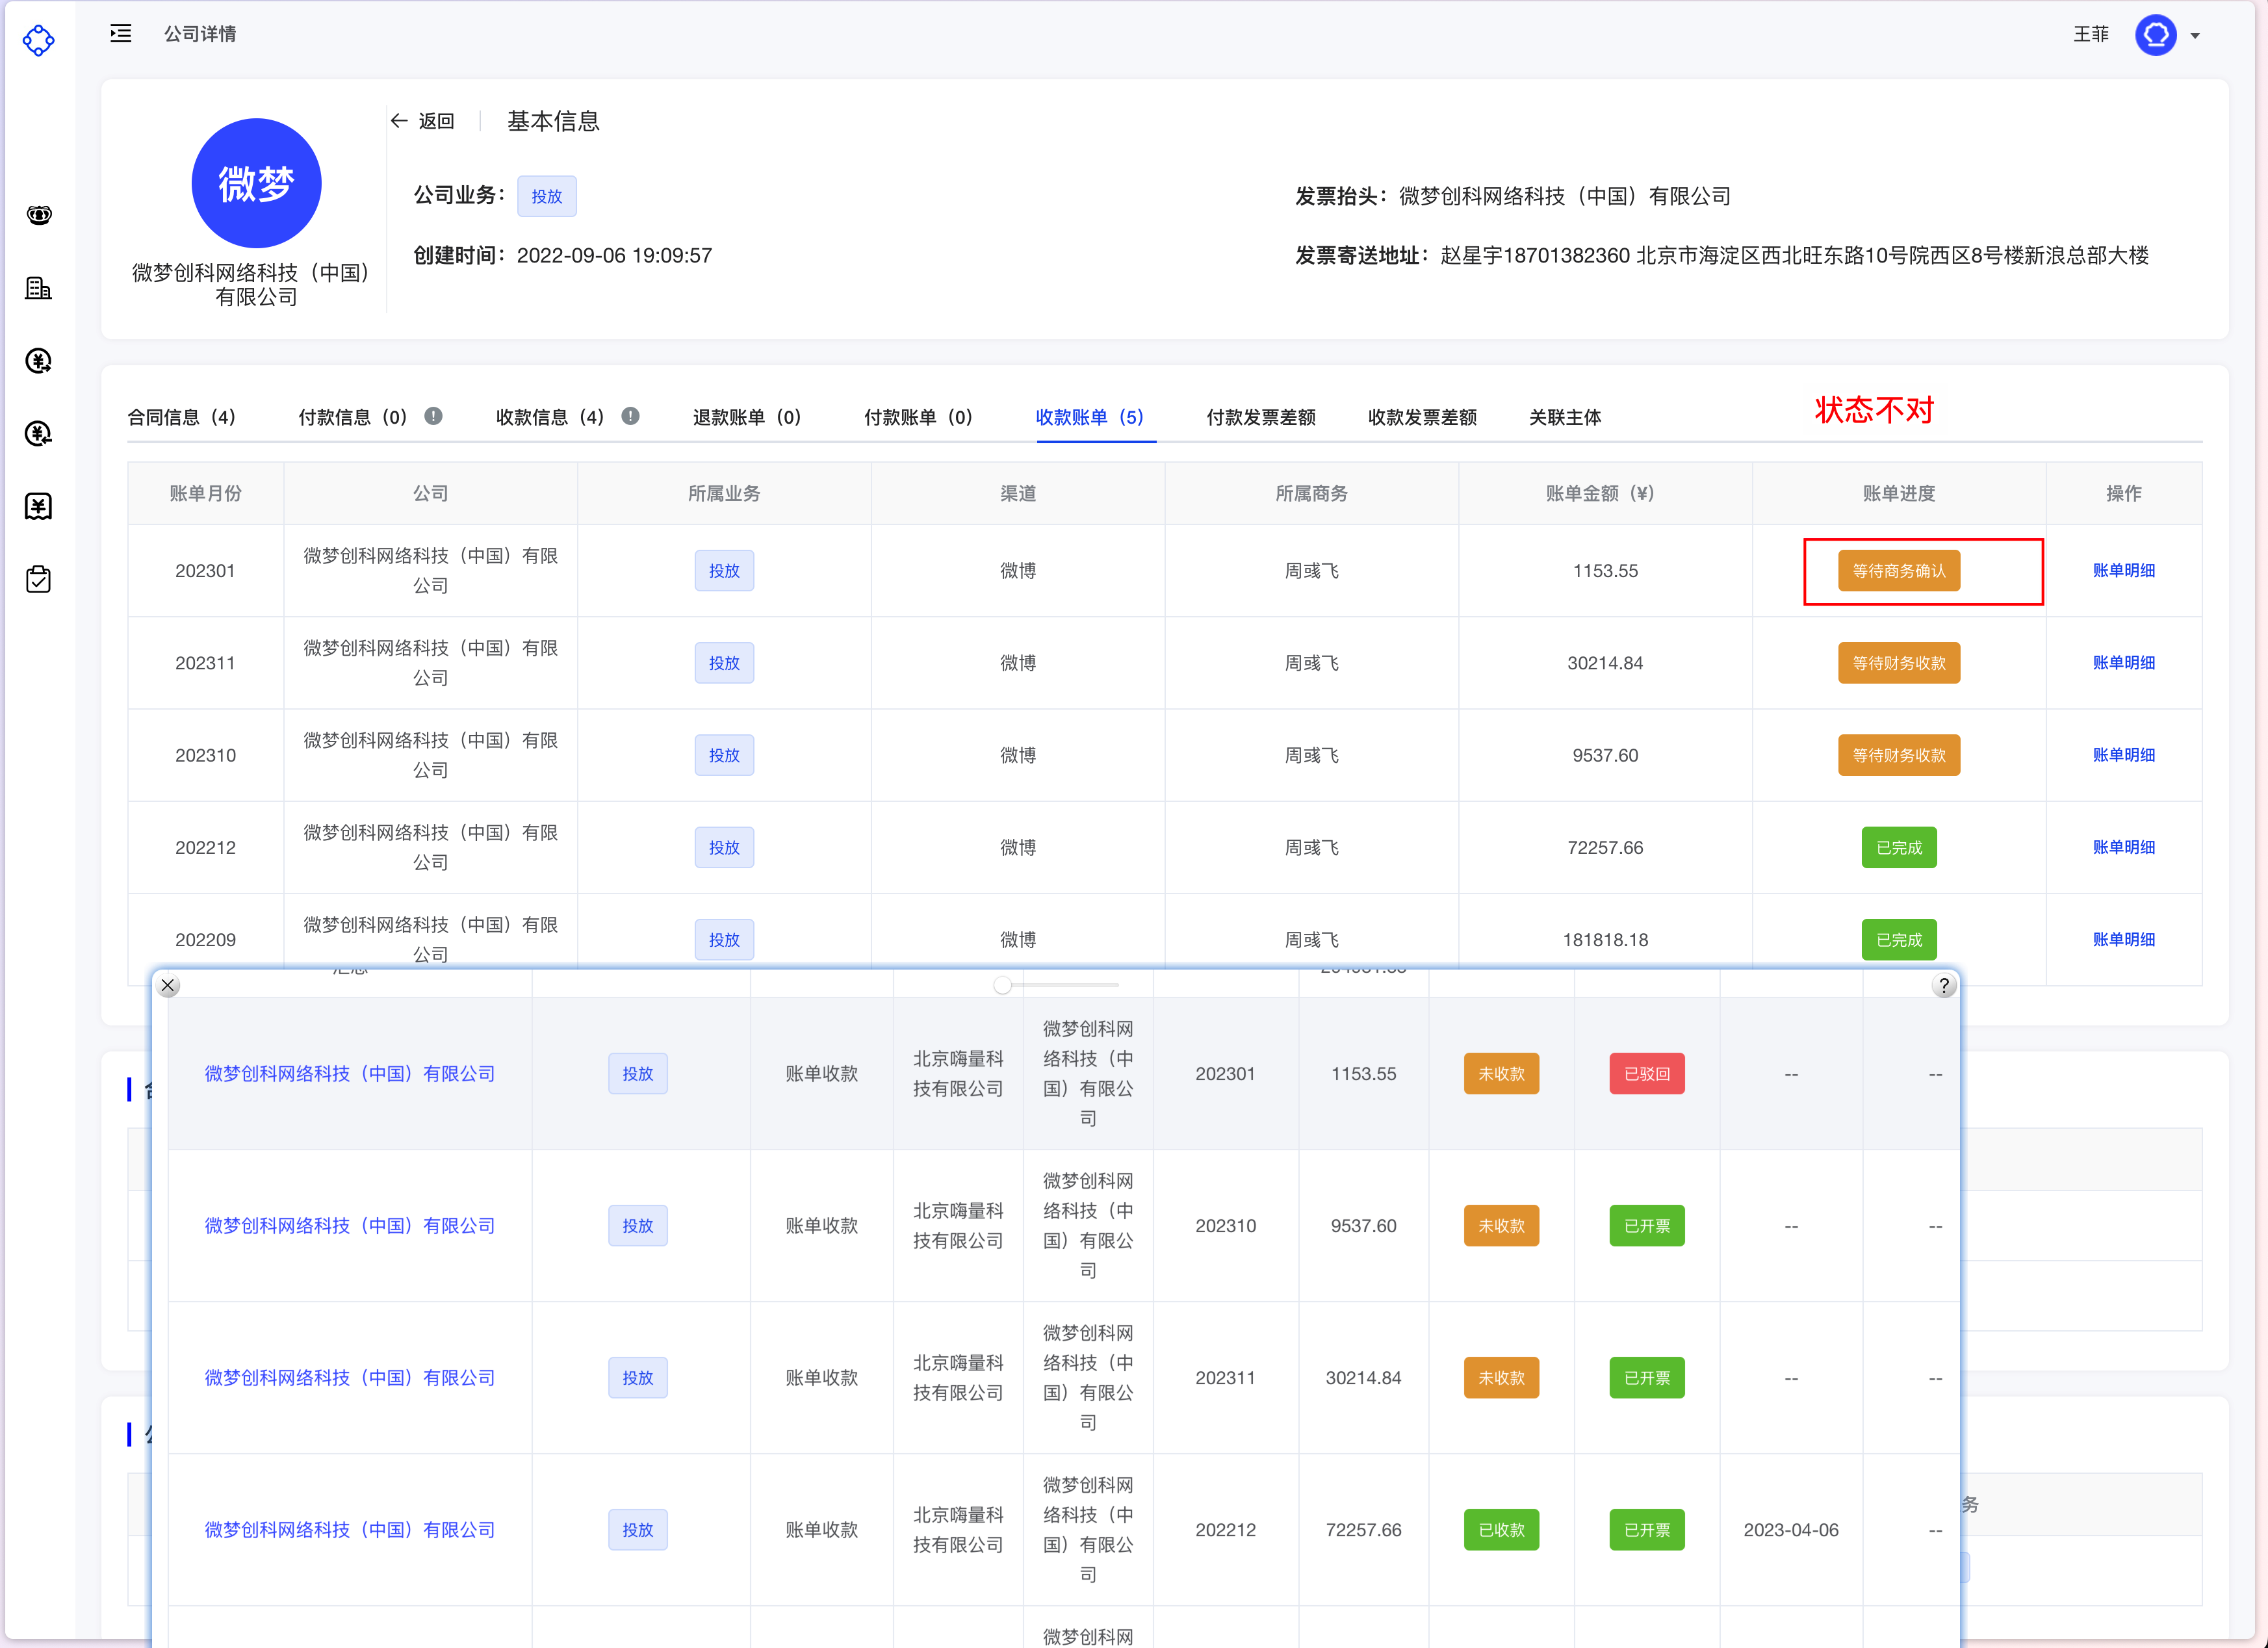 公司详情
王菲
微梦
微梦创科网络科技（中国）
有限公司
返回
基本信息
公司业务：
投放
发票抬头：微梦创科网络科技（中国）有限公司
创建时间：2022-09-06 19:09:57
发票寄送地址：赵星宇18701382360 北京市海淀区西北旺东路10号院西区8号楼新浪总部大楼
合同信息（4）
付款信息（0）
收款信息（4）
退款账单（0）
付款账单（0）
收款账单（5）
付款发票差额
收款发票差额
关联主体
状态不对
账单月份
公司
所属业务
渠道
所属商务
账单金额（¥）
账单进度
操作
202301
微梦创科网络科技（中国）有限
公司
投放
微博
周彧飞
1153.55
等待商务确认
账单明细
202311
微梦创科网络科技（中国）有限
公司
投放
微博
周彧飞
30214.84
等待财务收款
账单明细
202310
微梦创科网络科技（中国）有限
公司
投放
微博
周彧飞
9537.60
等待财务收款
账单明细
202212
微梦创科网络科技（中国）有限
公司
投放
微博
周彧飞
72257.66
已完成
账单明细
202209
微梦创科网络科技（中国）有限
公司
投放
微博
周彧飞
181818.18
已完成
账单明细
?
微梦创科网络科技（中国）有限公司
投放
账单收款
北京嗨量科
技有限公司
微梦创科网
络科技（中
国）有限公
司
202301
1153.55
未收款
已驳回
--
--
微梦创科网络科技（中国）有限公司
投放
账单收款
北京嗨量科
技有限公司
微梦创科网
络科技（中
国）有限公
司
202310
9537.60
未收款
已开票
--
--
微梦创科网络科技（中国）有限公司
投放
账单收款
北京嗨量科
技有限公司
微梦创科网
络科技（中
国）有限公
司
202311
30214.84
未收款
已开票
--
--
微梦创科网络科技（中国）有限公司
投放
账单收款
北京嗨量科
技有限公司
微梦创科网
络科技（中
国）有限公
司
202212
72257.66
已收款
已开票
2023-04-06
--
务
微梦创科网